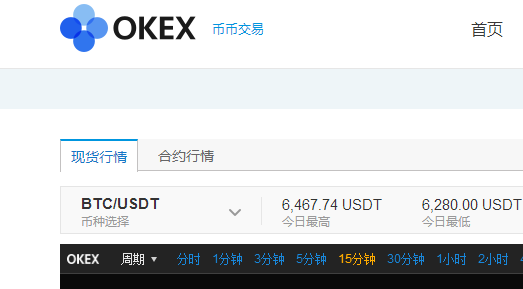 OKEX 币币交易 首页
现货行情 合约行情
BTC/USDT 6,467.74 USDT 6,280.00 USDT
币种选择 今日最高 今日最低
OKEX 周期 分时 1分钟 3分钟 5分钟 15分钟 30分钟 1小时 2小时